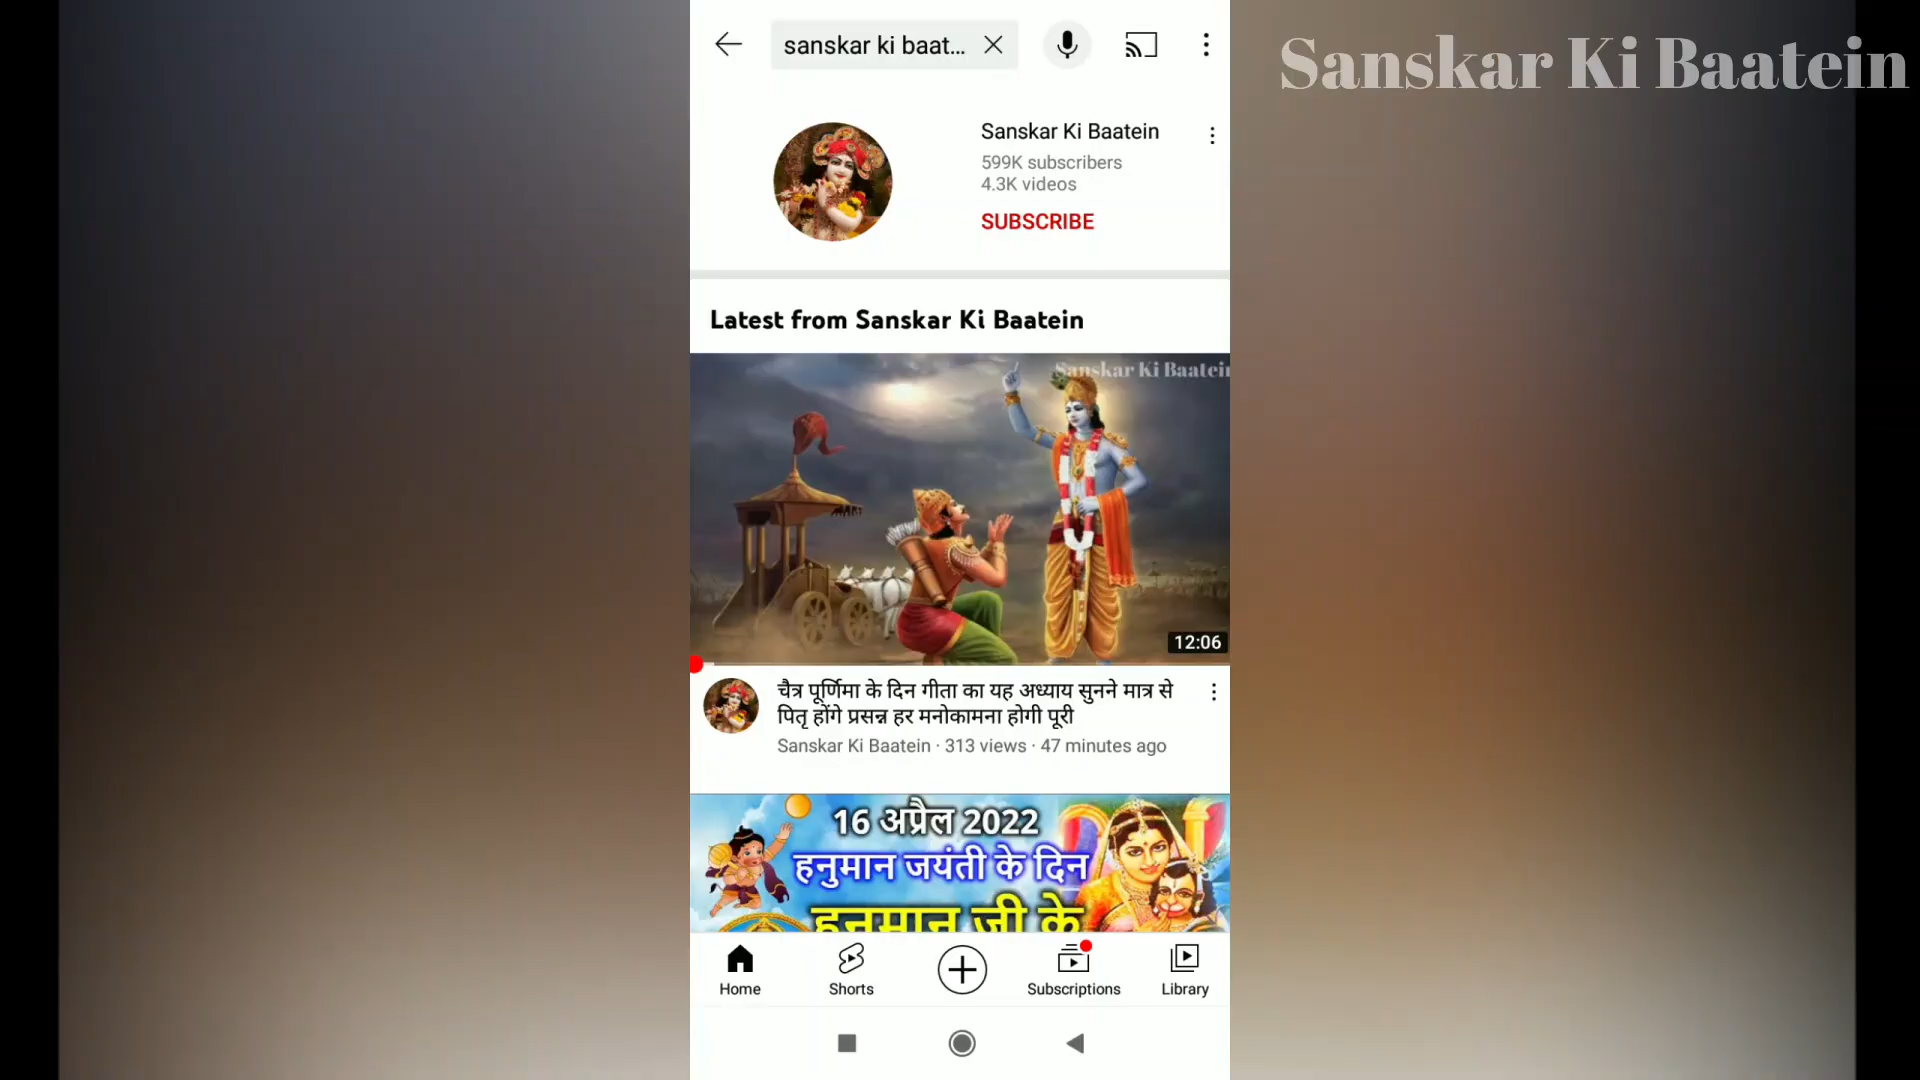 Sanskar Ki Baatein
sanskar ki baat...
Sanskar Ki Baatein
599K subscribers
4.3K videos
SUBSCRIBE
Latest from Sanskar Ki Baatein
Sanskar Ki Baatein
12:06
चैत्र पूर्णिमा के दिन गीता का यह अध्याय सुनने मात्र से
पितृ होंगे प्रसन्न हर मनोकामना होगी पूरी
Sanskar Ki Baatein · 313 views · 47 minutes ago
16 अप्रैल 2022
हनुमान जयंती के दिन
हनुमान जी के
Home
Shorts
Subscriptions
Library